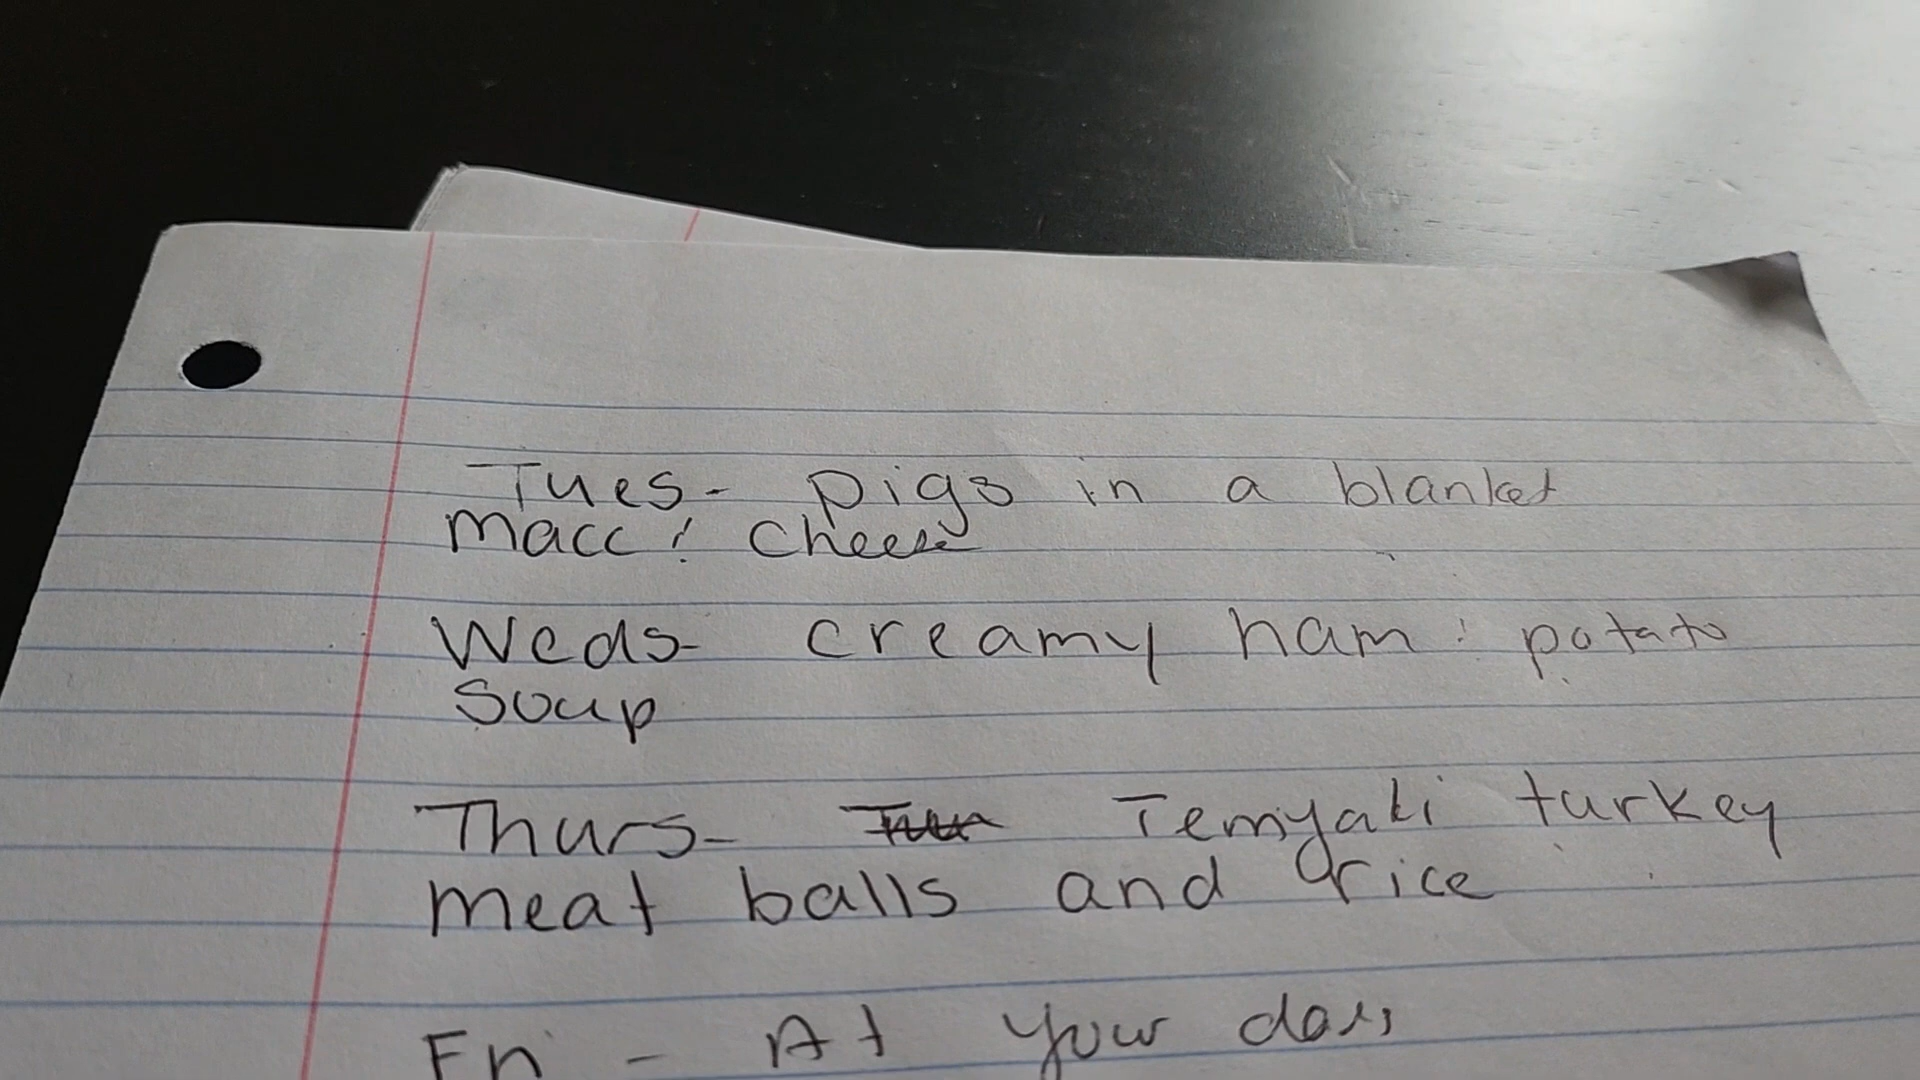 Tues- pigs in a blanket
Macc & Cheese
Weds- creamy ham & potato
Soup
Thurs- Teriyaki turkey
meat balls and rice
Fri - At your dads